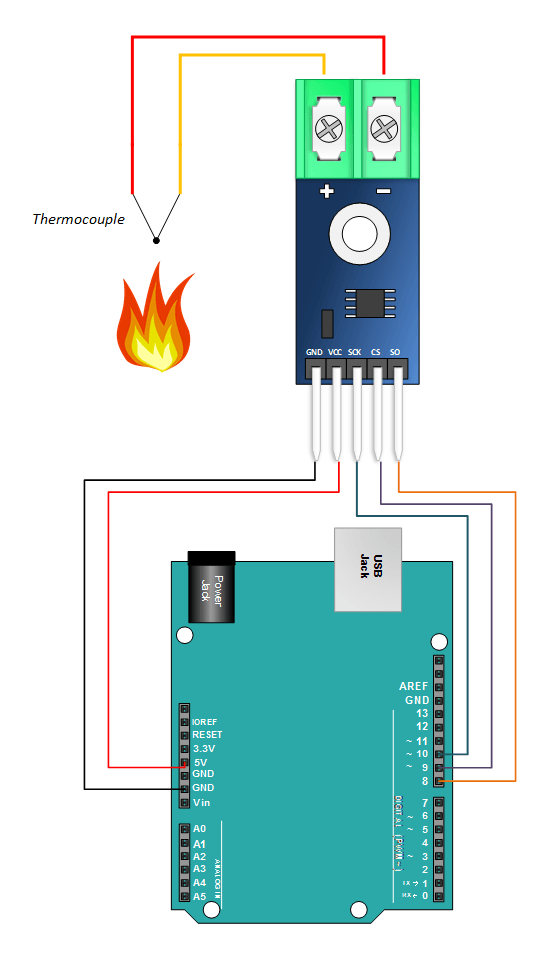 Thermocouple
+ −
GND VCC SCK CS SO
Power
Jack
USB
Jack
IOREF
RESET
3.3V
5V
GND
GND
Vin
A0
A1
A2
A3
A4
A5
ANALOG IN
AREF
GND
13
12
~ 11
~ 10
~ 9
8
7
~ 6
~ 5
4
~ 3
2
TX→ 1
RX← 0
DIGITAL (PWM ~)